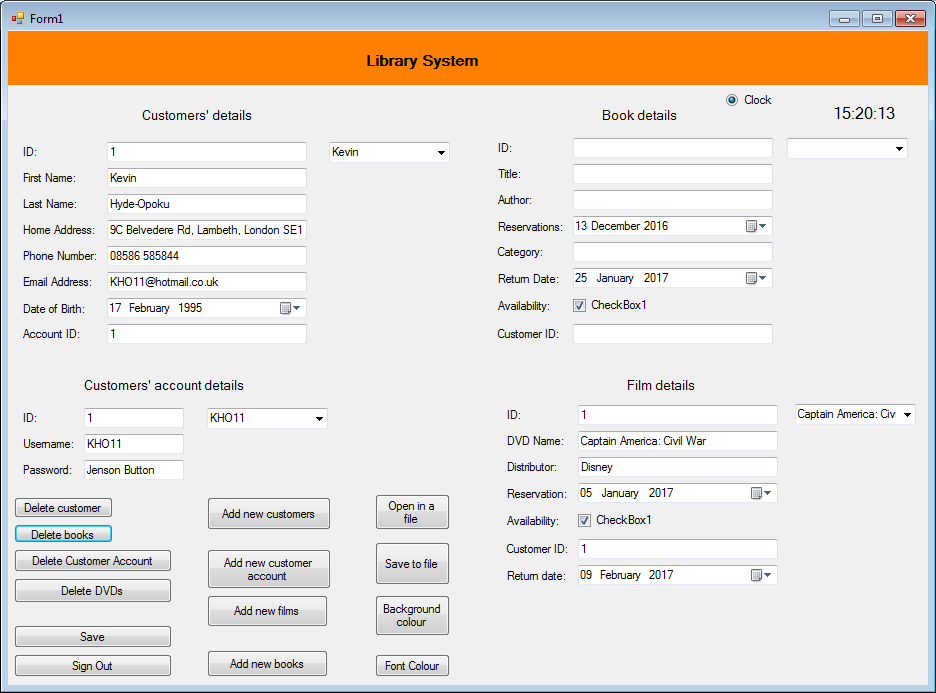 Form1
Library System
Clock
15:20:13
Customers' details
ID: 1 Kevin
First Name: Kevin
Last Name: Hyde-Opoku
Home Address: 9C Belvedere Rd, Lambeth, London SE1
Phone Number: 08586 585844
Email Address: KHO11@hotmail.co.uk
Date of Birth: 17 February 1995
Account ID: 1
Book details
ID:
Title:
Author:
Reservations: 13 December 2016
Category:
Return Date: 25 January 2017
Availability: CheckBox1
Customer ID:
Customers' account details
ID: 1 KHO11
Username: KHO11
Password: Jenson Button
Film details
ID: 1 Captain America: Civ
DVD Name: Captain America: Civil War
Distributor: Disney
Reservation: 05 January 2017
Availability: CheckBox1
Customer ID: 1
Return date: 09 February 2017
Delete customer
Delete books
Delete Customer Account
Delete DVDs
Save
Sign Out
Add new customers
Add new customer
account
Add new films
Add new books
Open in a
file
Save to file
Background
colour
Font Colour